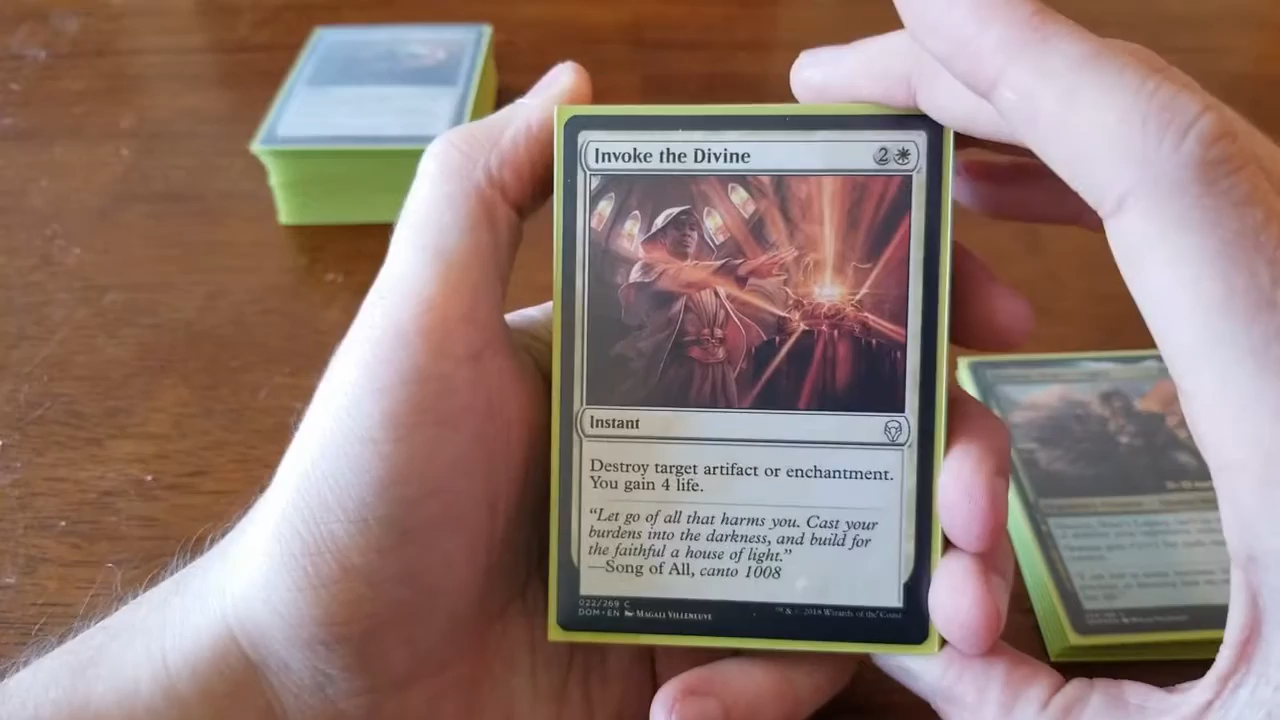 Invoke the Divine 2
Instant
Destroy target artifact or enchantment.
You gain 4 life.
“Let go of all that harms you. Cast your
burdens into the darkness, and build for
the faithful a house of light.”
—Song of All, canto 1008
022/269 C
DOM • EN Magali Villeneuve
™ & © 2018 Wizards of the Coast